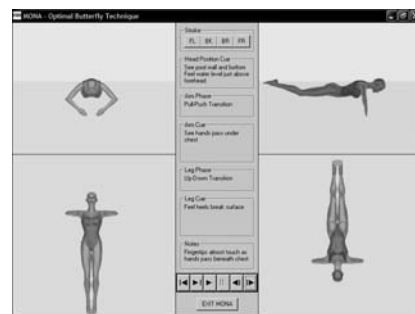 MONA - Optimal Butterfly Technique
Stroke
FL BK BR FR
Head Position Cue
See pool wall and bottom
Feel water level just above
forehead
Arm Phase
Pull-Push Transition
Arm Cue
See hands pass under
chest
Leg Phase
Up-Down Transition
Leg Cue
Feel heels break surface
Notes
Fingertips almost touch as
hands pass beneath chest
EXIT MONA